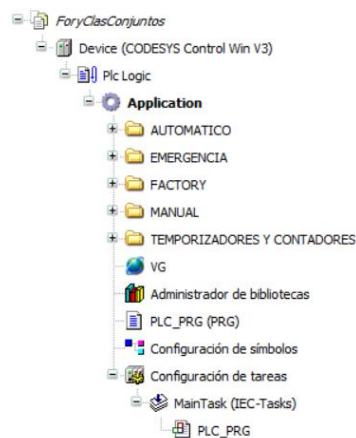 ForyClasConjuntos
Device (CODESYS Control Win V3)
Plc Logic
Application
AUTOMATICO
EMERGENCIA
FACTORY
MANUAL
TEMPORIZADORES Y CONTADORES
VG
Administrador de bibliotecas
PLC_PRG (PRG)
Configuración de símbolos
Configuración de tareas
MainTask (IEC-Tasks)
PLC_PRG